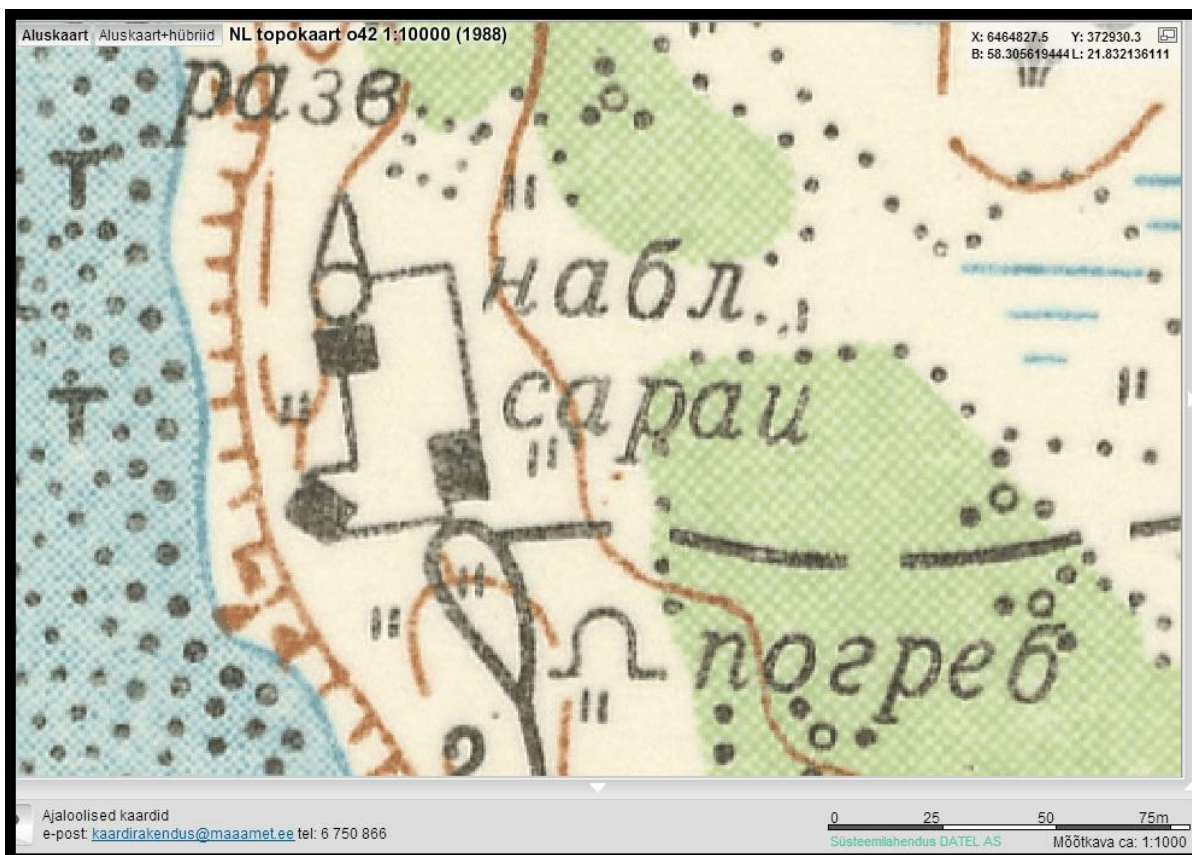 Aluskaart Aluskaart+hübriid NL topokaart o42 1:10000 (1988)
X: 6464827.5 Y: 372930.3
B: 58.305619444 L: 21.832136111
разв
набл.
сараи
погреб
2
Ajaloolised kaardid
e-post: kaardirakendus@maaamet.ee tel: 6 750 866
0 25 50 75m
Süsteemilahendus DATEL AS Mõõtkava ca: 1:1000